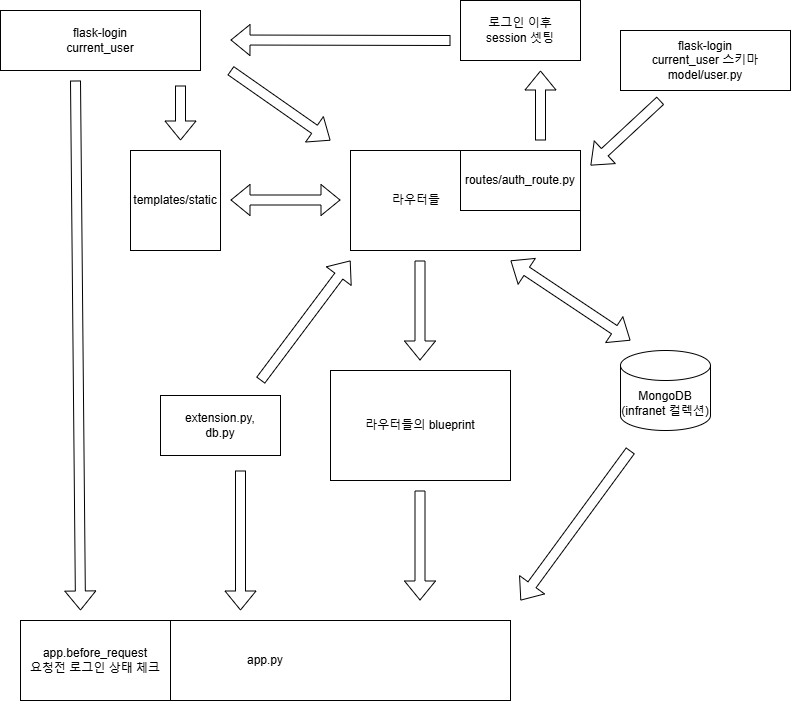 flask-login
current_user
로그인 이후
session 셋팅
flask-login
current_user 스키마
model/user.py
templates/static
라우터들
routes/auth_route.py
extension.py,
db.py
라우터들의 blueprint
MongoDB
(infranet 컬렉션)
app.before_request
요청전 로그인 상태 체크
app.py